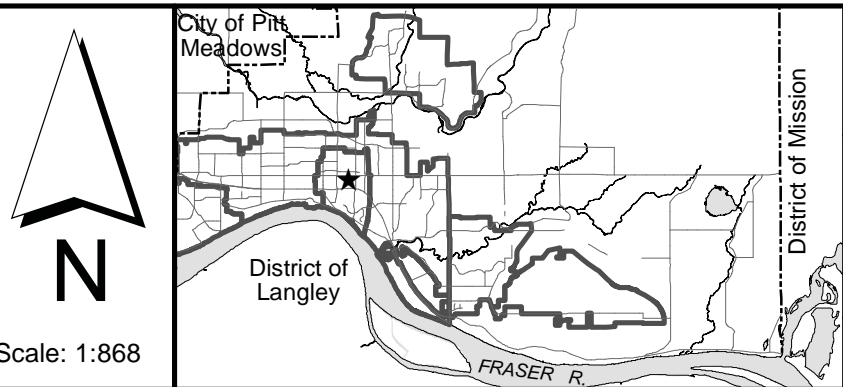 N
Scale: 1:868
City of Pitt
Meadows
District of Mission
District of
Langley
FRASER R.